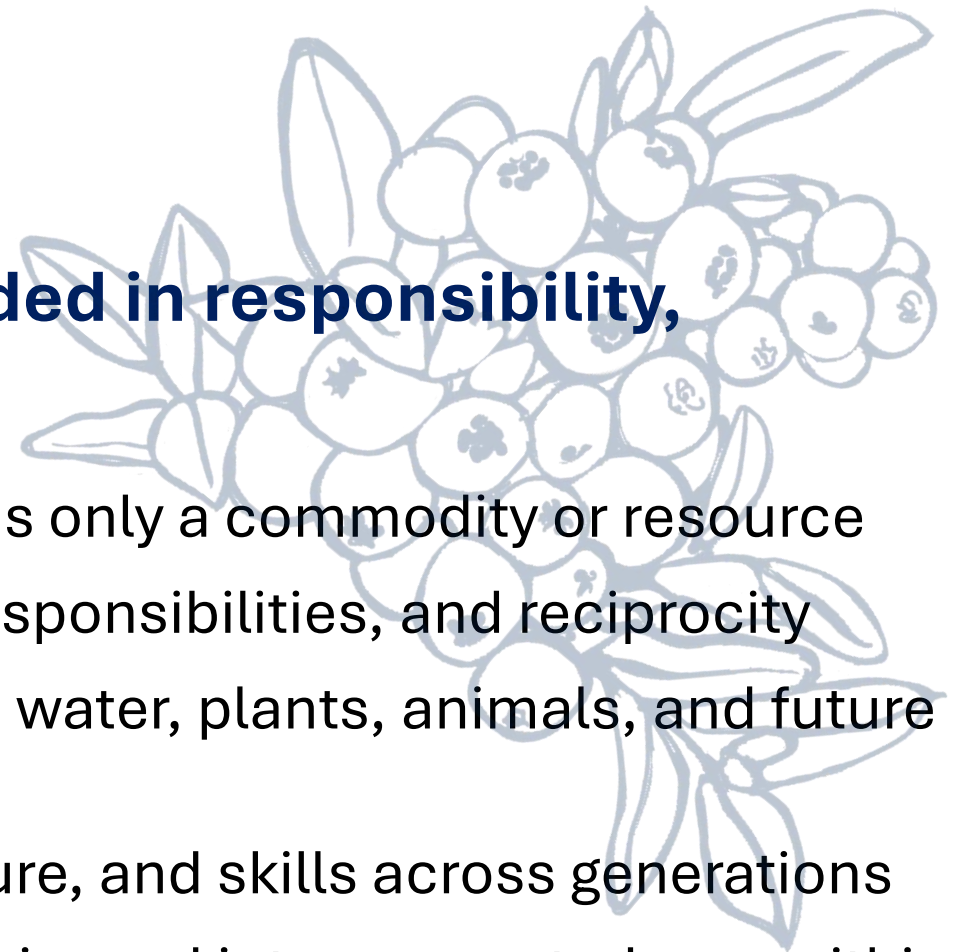 ded in responsibility,
s only a commodity or resource
sponsibilities, and reciprocity
water, plants, animals, and future
ure, and skills across generations